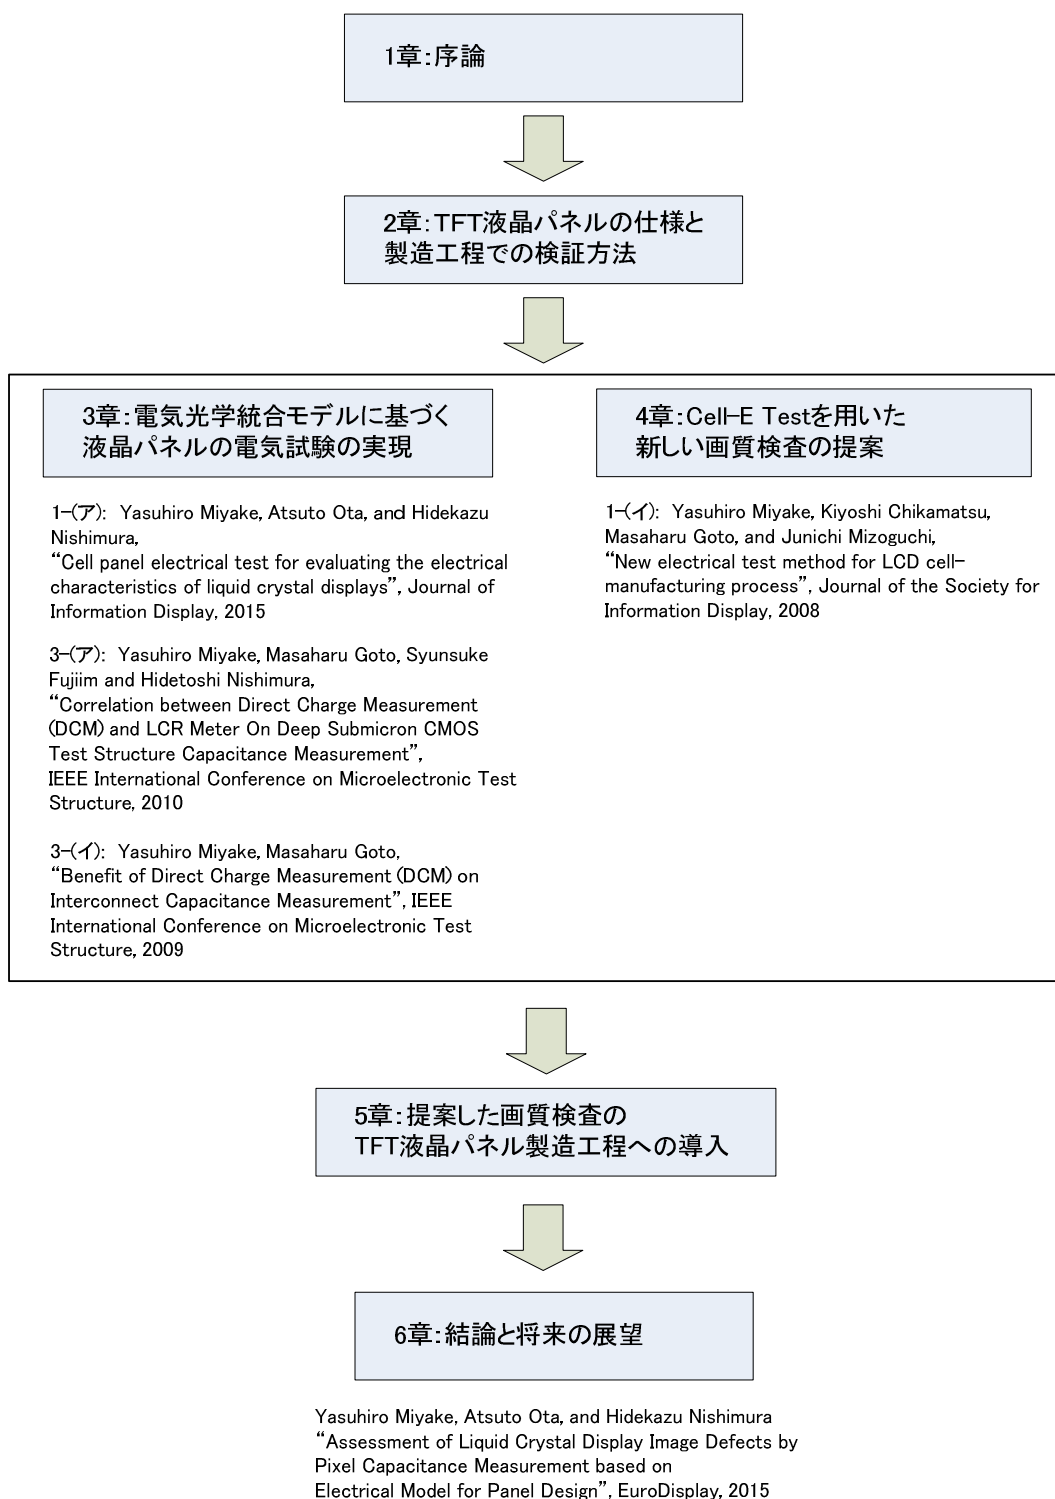 1章:序論
2章:TFT液晶パネルの仕様と
製造工程での検証方法
3章:電気光学統合モデルに基づく
液晶パネルの電気試験の実現
1-(ア): Yasuhiro Miyake, Atsuto Ota, and Hidekazu
Nishimura,
“Cell panel electrical test for evaluating the electrical
characteristics of liquid crystal displays”, Journal of
Information Display, 2015
3-(ア): Yasuhiro Miyake, Masaharu Goto, Syunsuke
Fujiim and Hidetoshi Nishimura,
“Correlation between Direct Charge Measurement
(DCM) and LCR Meter On Deep Submicron CMOS
Test Structure Capacitance Measurement”,
IEEE International Conference on Microelectronic Test
Structure, 2010
3-(イ): Yasuhiro Miyake, Masaharu Goto,
“Benefit of Direct Charge Measurement (DCM) on
Interconnect Capacitance Measurement”, IEEE
International Conference on Microelectronic Test
Structure, 2009
4章:Cell-E Testを用いた
新しい画質検査の提案
1-(イ): Yasuhiro Miyake, Kiyoshi Chikamatsu,
Masaharu Goto, and Junichi Mizoguchi,
“New electrical test method for LCD cell-
manufacturing process”, Journal of the Society for
Information Display, 2008
5章:提案した画質検査の
TFT液晶パネル製造工程への導入
6章:結論と将来の展望
Yasuhiro Miyake, Atsuto Ota, and Hidekazu Nishimura
“Assessment of Liquid Crystal Display Image Defects by
Pixel Capacitance Measurement based on
Electrical Model for Panel Design”, EuroDisplay, 2015